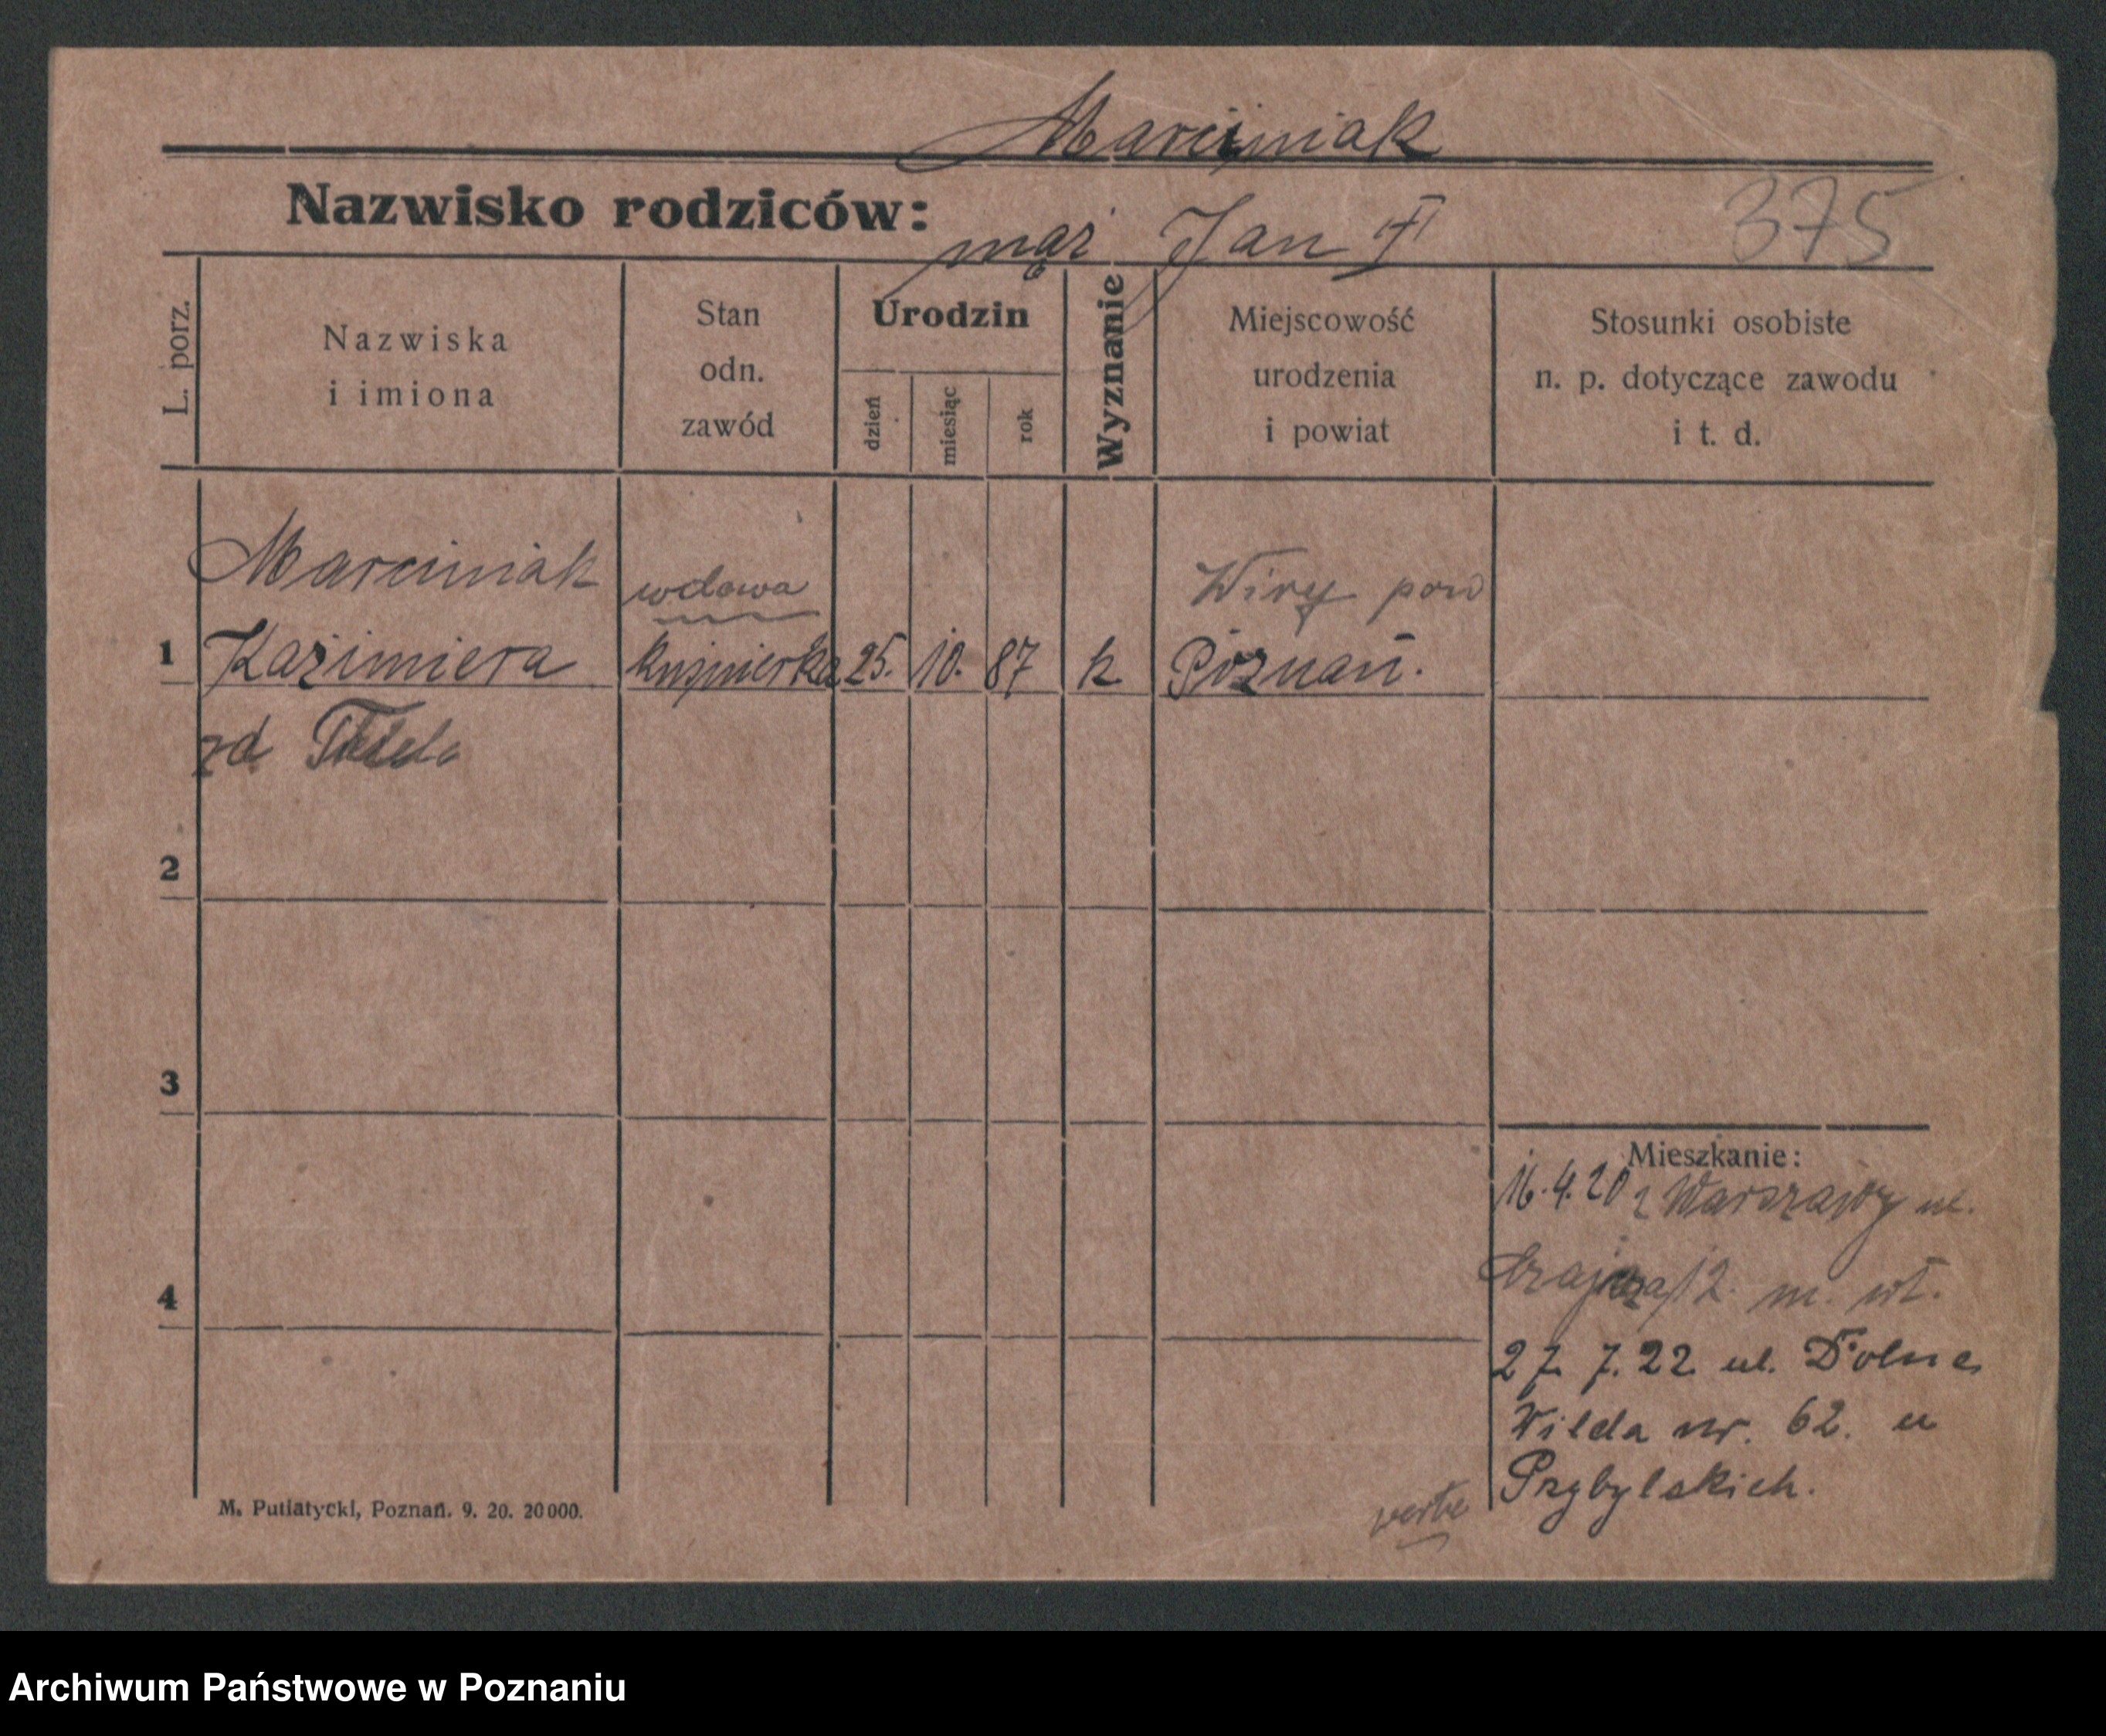 Marciniak
Nazwisko rodziców:
mąż Jan
375
L. porz.
Nazwiska
i imiona
Stan
odn.
zawód
Urodzin
dzień
miesiąc
rok
Wyznanie
Miejscowość
urodzenia
i powiat
Stosunki osobiste
n. p. dotyczące zawodu
i t. d.
Marciniak
wdowa
Wiry pow
1
Kazimiera
kuśnierka
25.
10.
87
k
Poznań.
zd
2
3
4
Mieszkanie:
16.4.20 z Warszawy ul.
12. m. wł.
27. 7. 22 ul. Dolna
Wilda nr. 62. u
Przybylskich.
verte
M. Putiatycki, Poznań. 9. 20. 20000.
Archiwum Państwowe w Poznaniu